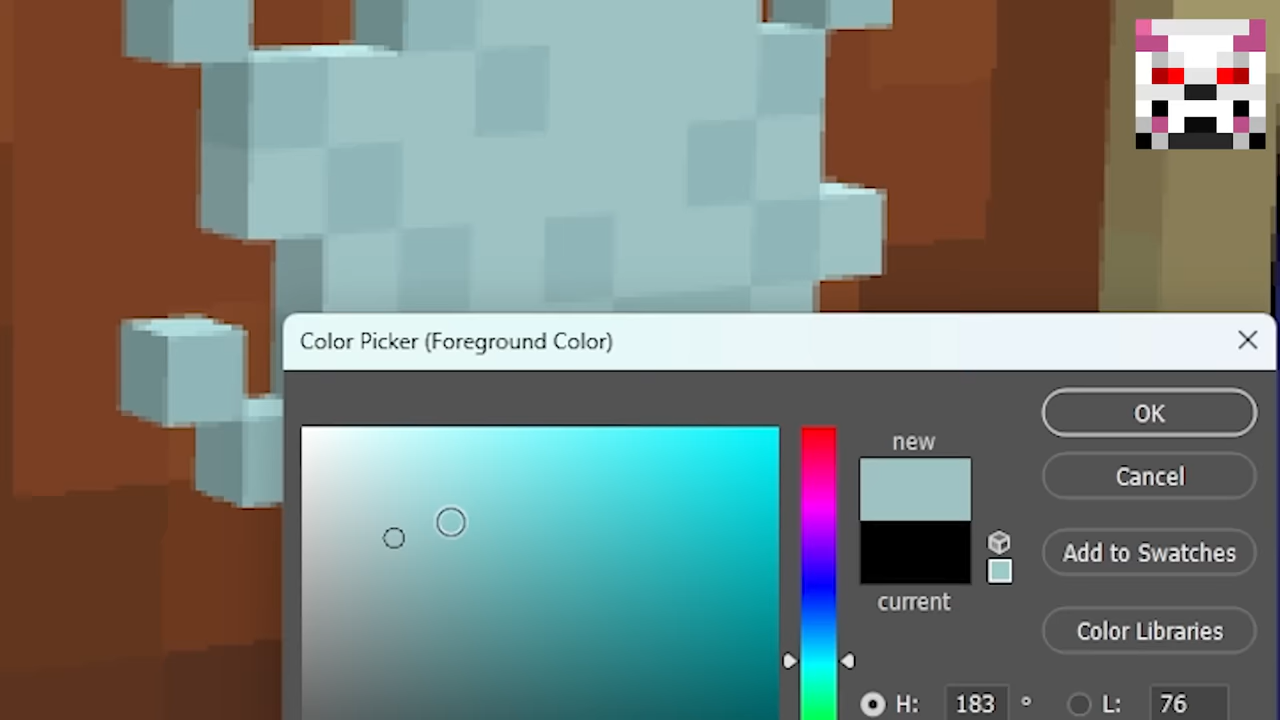 Color Picker (Foreground Color)
OK
new
Cancel
Add to Swatches
current
Color Libraries
H: 183 ° L: 76